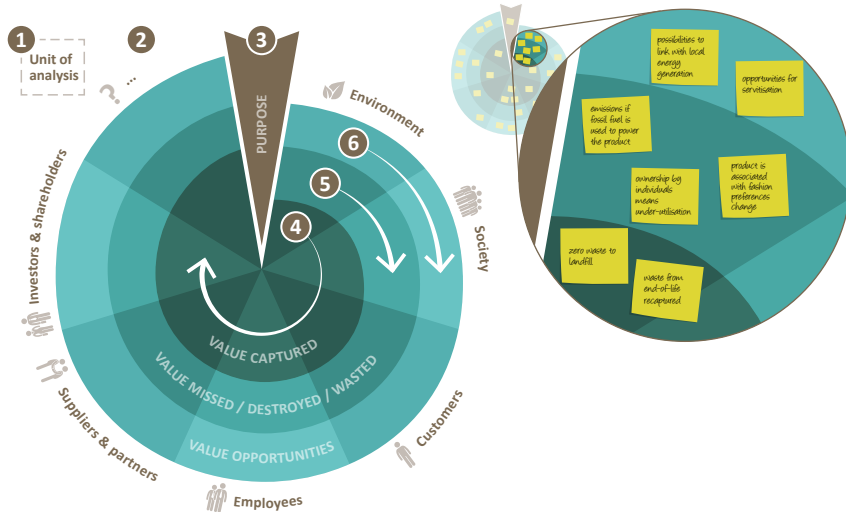 1
2
3
Unit of
analysis
?
...
PURPOSE
Environment
6
5
4
Society
Investors & shareholders
VALUE CAPTURED
VALUE MISSED / DESTROYED / WASTED
VALUE OPPORTUNITIES
Suppliers & partners
Customers
Employees
possibilities to
link with local
energy
generation
opportunities for
servitisation
emissions if
fossil fuel is
used to power
the product
ownership by
individuals
means
under-utilisation
product is
associated
with fashion
preferences
change
zero waste to
landfill
waste from
end-of-life
recaptured